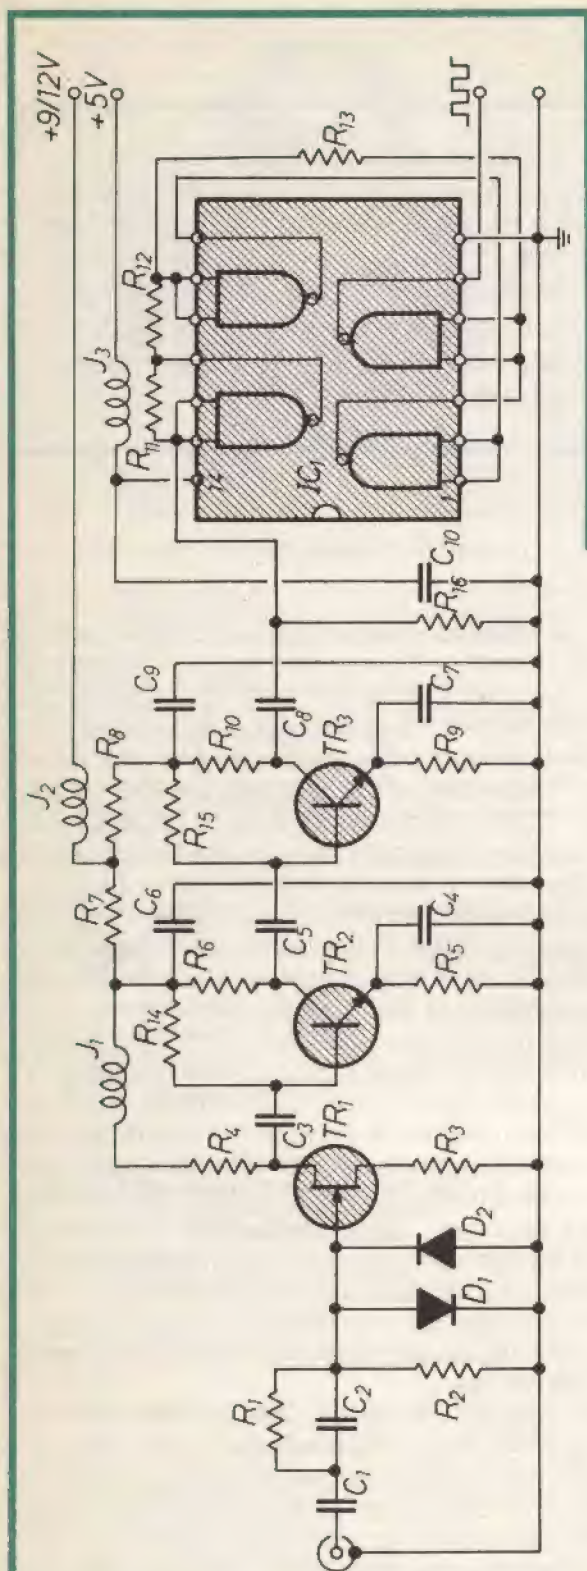 +9/12V
+5V
J2
J3
J1
R7
R8
R11
R12
R13
C6
C9
R14
R6
R15
R10
R4
C5
C8
14
IC1
1
R1
C3
TR1
TR2
TR3
C1
C2
C4
C7
C10
R16
R2
D1
D2
R3
R5
R9